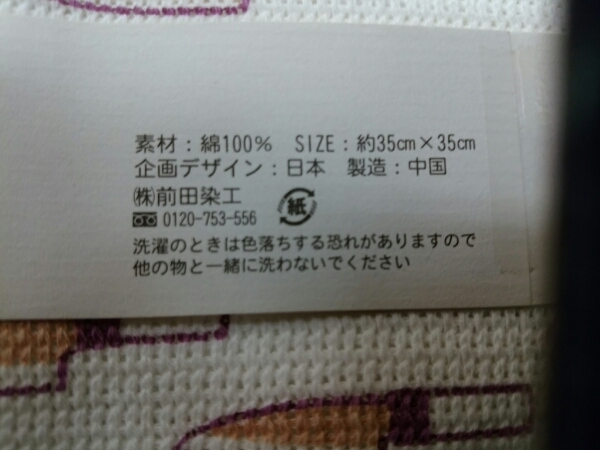 素材：綿100％　SIZE：約35㎝×35㎝
企画デザイン：日本　製造：中国
㈱前田染工
0120-753-556 紙
洗濯のときは色落ちする恐れがありますので
他の物と一緒に洗わないでください